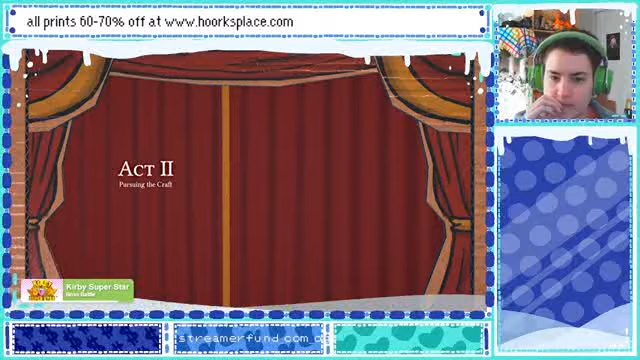 all prints 60-70% off at www.hoorksplace.com
Act II
Pursuing the Craft
Kirby Super Star
streamerfund.com